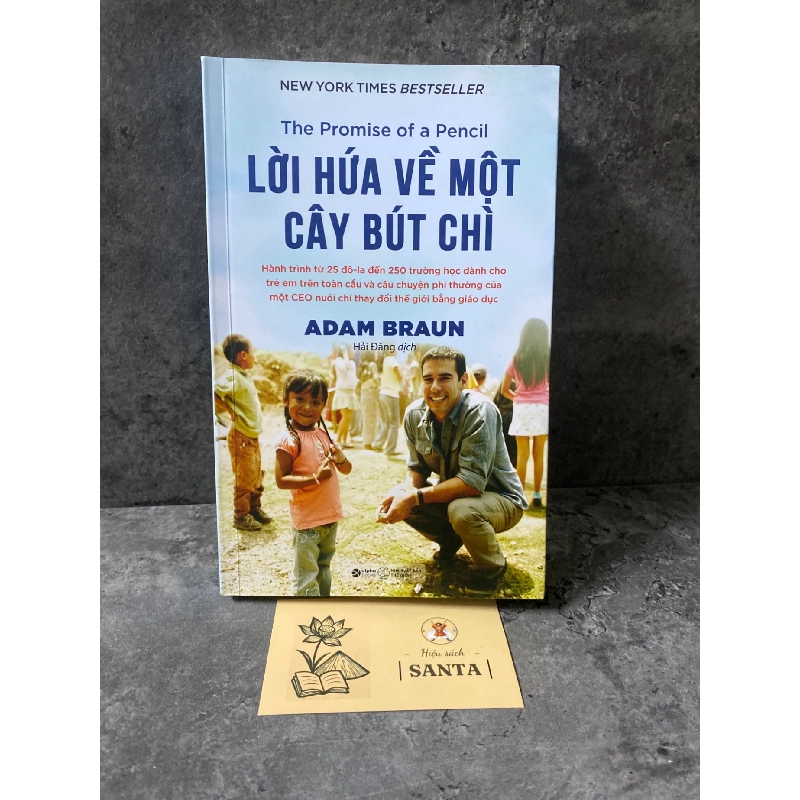 NEW YORK TIMES BESTSELLER
The Promise of a Pencil
LỜI HỨA VỀ MỘT
CÂY BÚT CHÌ
Hành trình từ 25 đô-la đến 250 trường học dành cho
trẻ em trên toàn cầu và câu chuyện phi thường của
một CEO nuôi chí thay đổi thế giới bằng giáo dục
ADAM BRAUN
Hải Đăng dịch
Hiệu sách
SANTA